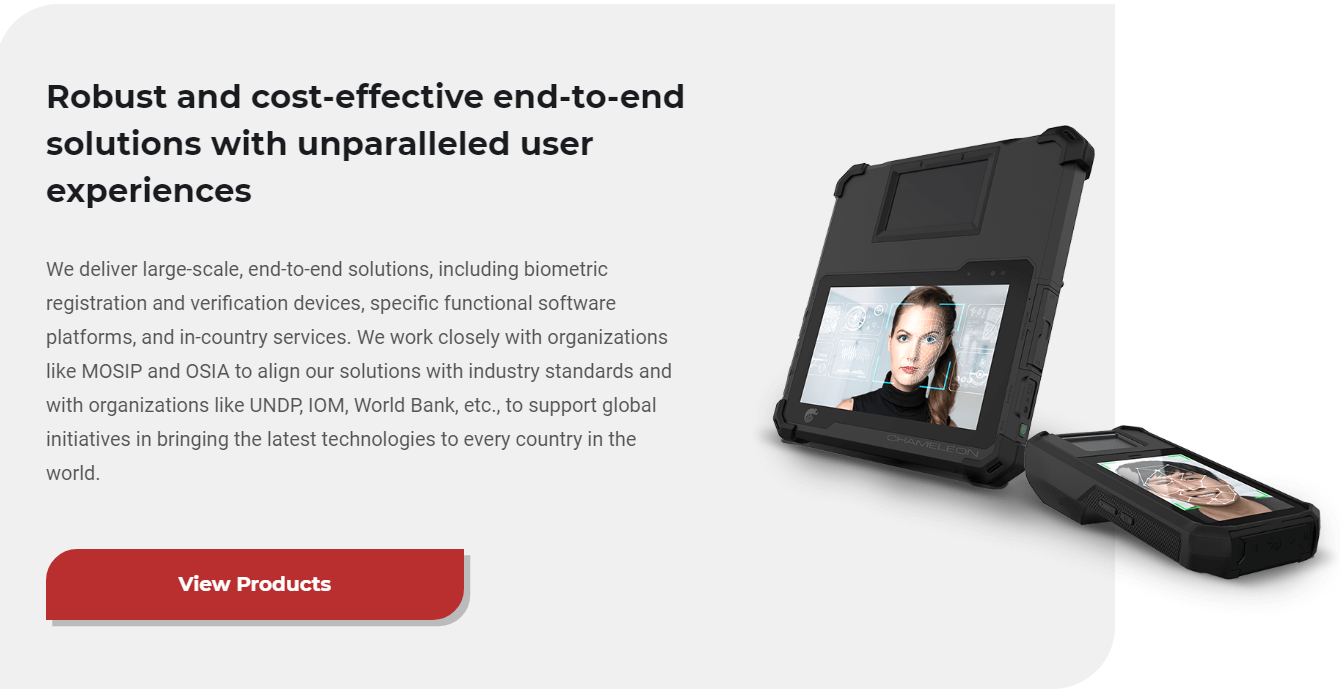 Robust and cost-effective end-to-end
solutions with unparalleled user
experiences
We deliver large-scale, end-to-end solutions, including biometric
registration and verification devices, specific functional software
platforms, and in-country services. We work closely with organizations
like MOSIP and OSIA to align our solutions with industry standards and
with organizations like UNDP, IOM, World Bank, etc., to support global
initiatives in bringing the latest technologies to every country in the
world.
View Products
CHAMELEON